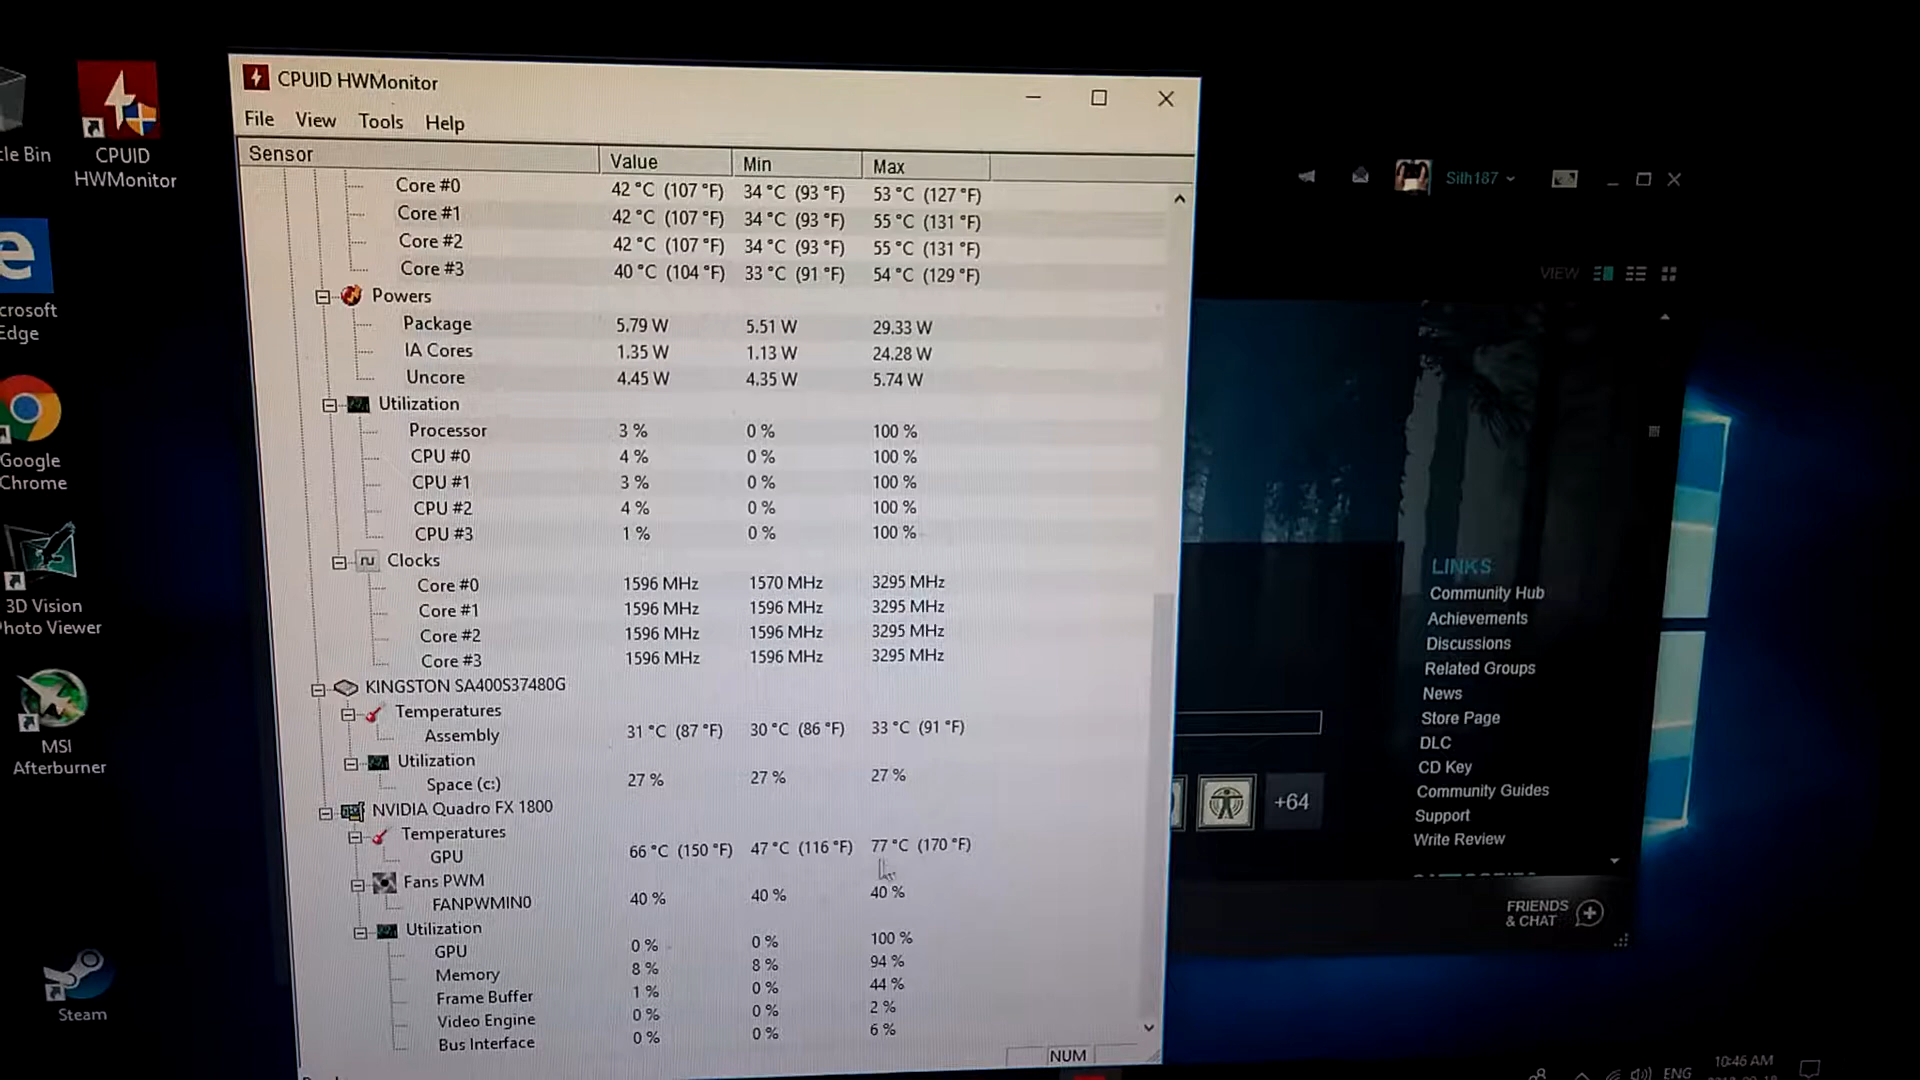 CPUID HWMonitor
File View Tools Help
Sensor Value Min Max
Core #0 42 °C (107 °F) 34 °C (93 °F) 53 °C (127 °F)
Core #1 42 °C (107 °F) 34 °C (93 °F) 55 °C (131 °F)
Core #2 42 °C (107 °F) 34 °C (93 °F) 55 °C (131 °F)
Core #3 40 °C (104 °F) 33 °C (91 °F) 54 °C (129 °F)
Powers
Package 5.79 W 5.51 W 29.33 W
IA Cores 1.35 W 1.13 W 24.28 W
Uncore 4.45 W 4.35 W 5.74 W
Utilization
Processor 3 % 0 % 100 %
CPU #0 4 % 0 % 100 %
CPU #1 3 % 0 % 100 %
CPU #2 4 % 0 % 100 %
CPU #3 1 % 0 % 100 %
Clocks
Core #0 1596 MHz 1570 MHz 3295 MHz
Core #1 1596 MHz 1596 MHz 3295 MHz
Core #2 1596 MHz 1596 MHz 3295 MHz
Core #3 1596 MHz 1596 MHz 3295 MHz
KINGSTON SA400S37480G
Temperatures
Assembly 31 °C (87 °F) 30 °C (86 °F) 33 °C (91 °F)
Utilization
Space (c:) 27 % 27 % 27 %
NVIDIA Quadro FX 1800
Temperatures
GPU 66 °C (150 °F) 47 °C (116 °F) 77 °C (170 °F)
Fans PWM
FANPWMIN0 40 % 40 % 40 %
Utilization
GPU 0 % 0 % 100 %
Memory 8 % 8 % 94 %
Frame Buffer 1 % 0 % 44 %
Video Engine 0 % 0 % 2 %
Bus Interface 0 % 0 % 6 %
NUM
cle Bin
CPUID
HWMonitor
crosoft
Edge
Google
Chrome
3D Vision
Photo Viewer
MSI
Afterburner
Steam
Sith187
VIEW
LINKS
Community Hub
Achievements
Discussions
Related Groups
News
Store Page
DLC
CD Key
Community Guides
Support
Write Review
+64
FRIENDS
& CHAT
ENG
10:46 AM